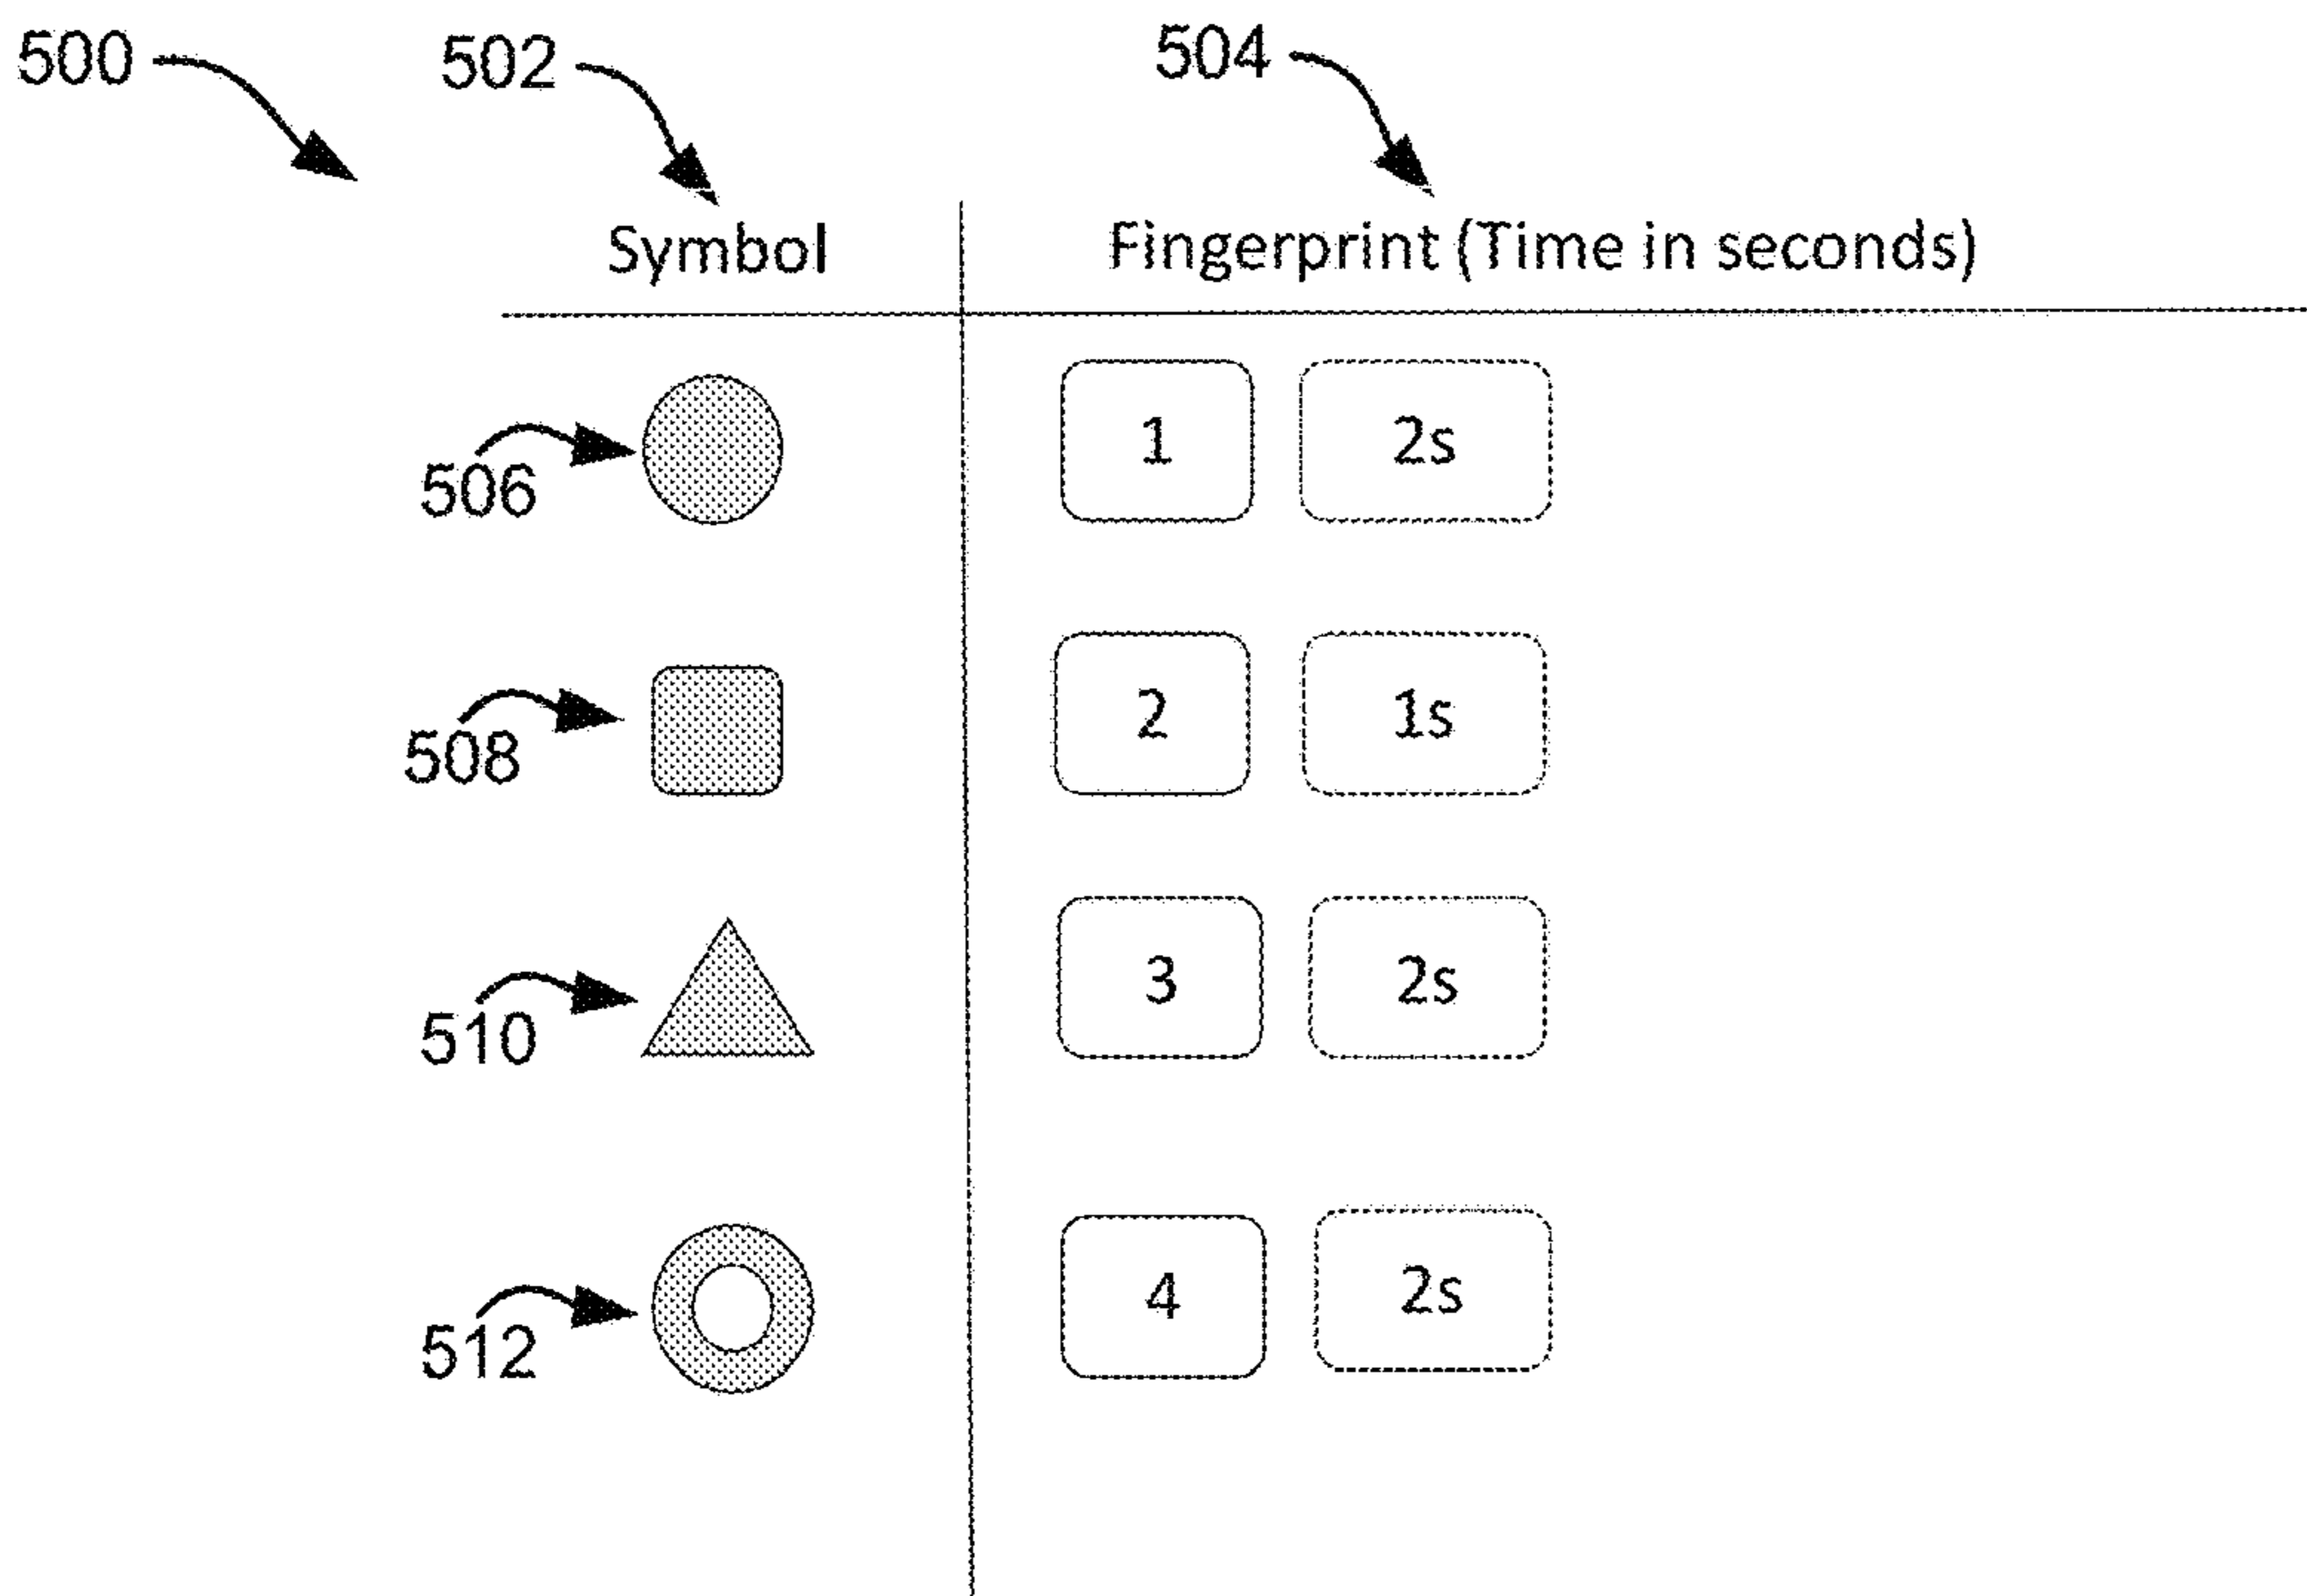 500 502 504
Symbol Fingerprint (Time in seconds)
506 1 2s
508 2 1s
510 3 2s
512 4 2s